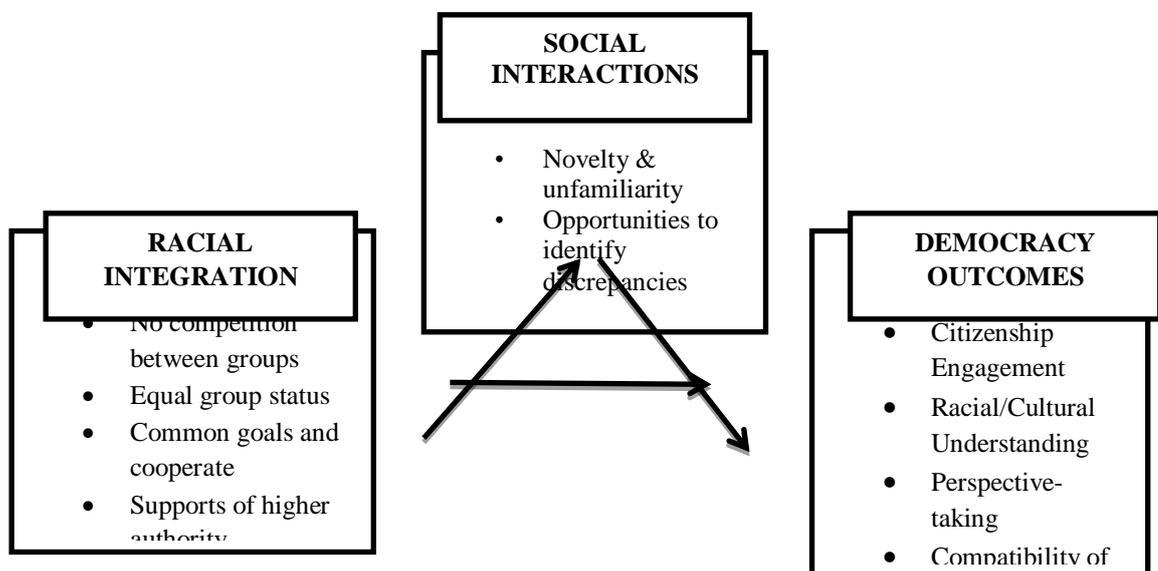 SOCIAL
INTERACTIONS
• Novelty &
unfamiliarity
• Opportunities to
identify
discrepancies
RACIAL
INTEGRATION
• No competition
between groups
• Equal group status
• Common goals and
cooperate
• Supports of higher
authority
DEMOCRACY
OUTCOMES
• Citizenship
Engagement
• Racial/Cultural
Understanding
• Perspective-
taking
• Compatibility of